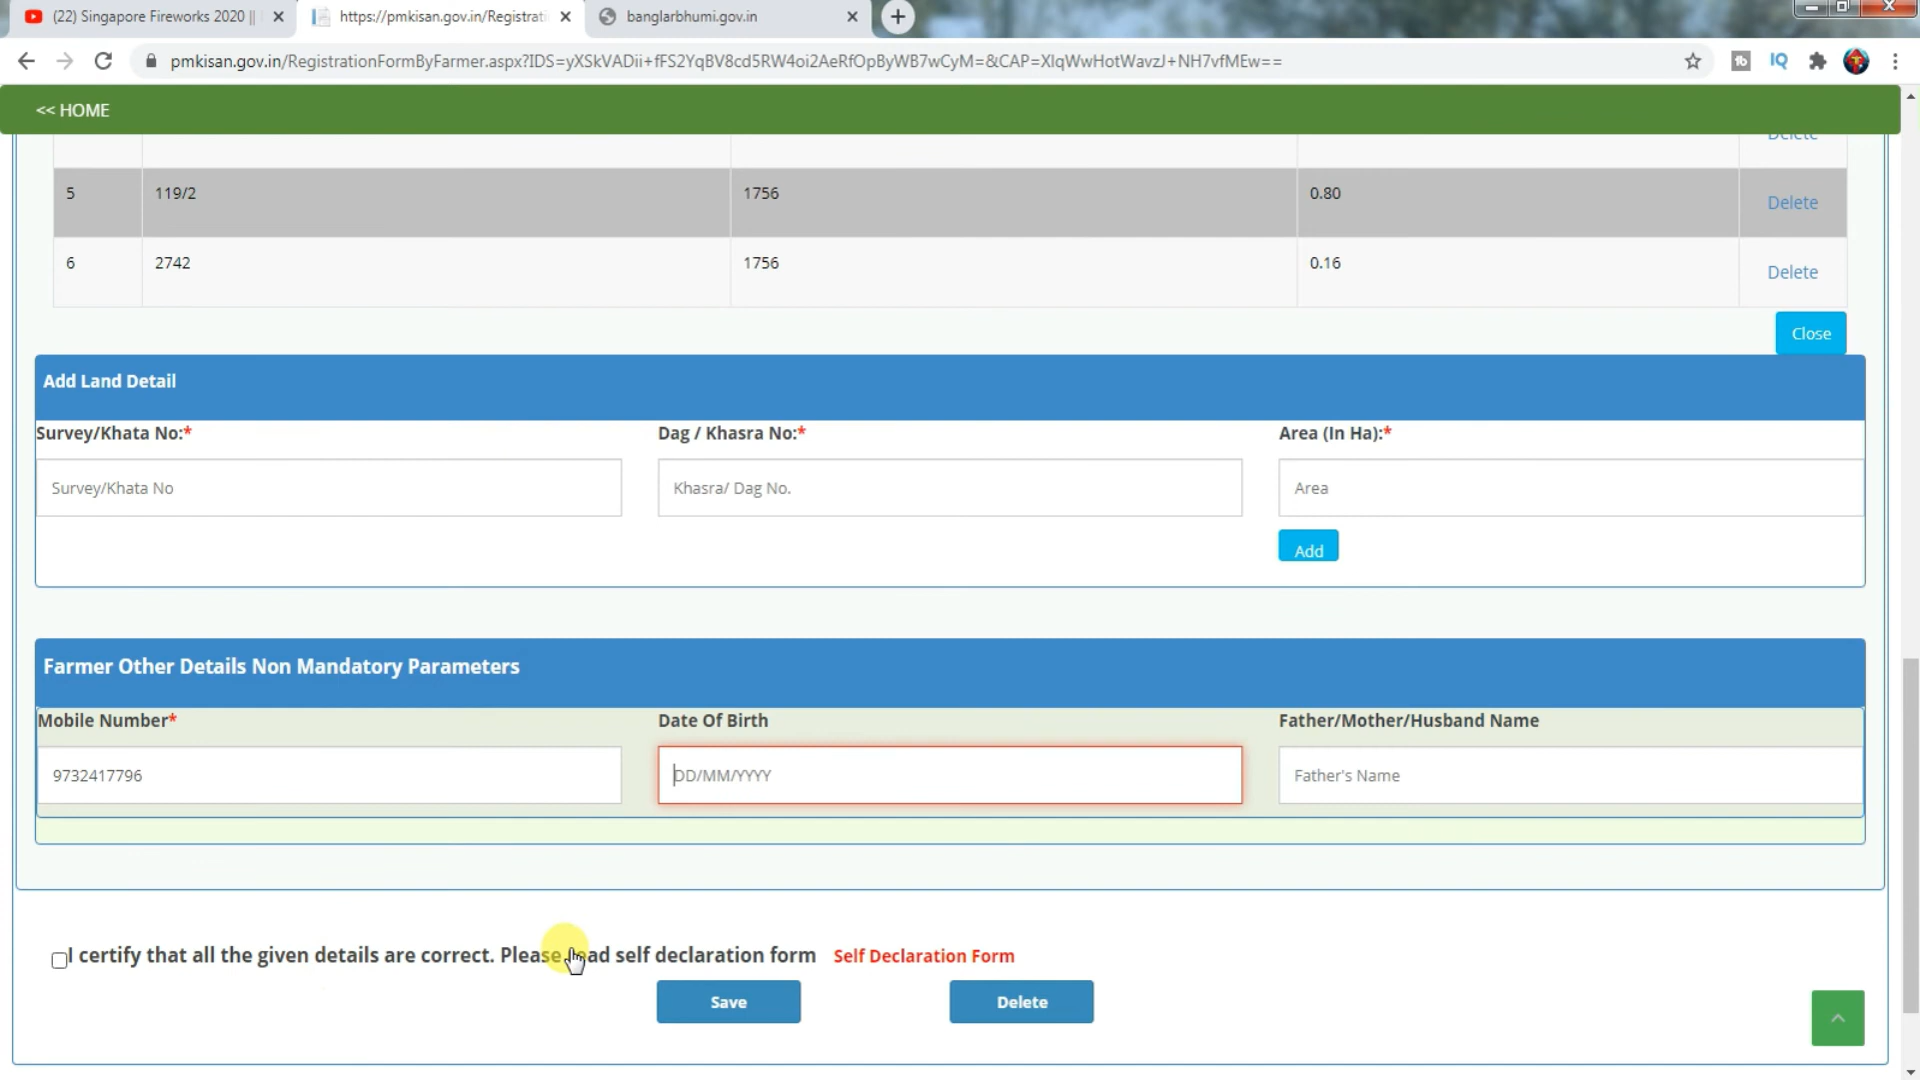 (22) Singapore Fireworks 2020 ||
https://pmkisan.gov.in/Registrati
banglarbhumi.gov.in
pmkisan.gov.in/RegistrationFormByFarmer.aspx?IDS=yXSkVADii+fFS2YqBV8cd5RW4oi2AeRfOpByWB7wCyM=&CAP=XIqWwHotWavzJ+NH7vfMEw==
IQ
<< HOME
Delete
5 119/2 1756 0.80 Delete
6 2742 1756 0.16 Delete
Close
Add Land Detail
Survey/Khata No:* Dag / Khasra No:* Area (In Ha):*
Survey/Khata No Khasra/ Dag No. Area
Add
Farmer Other Details Non Mandatory Parameters
Mobile Number* Date Of Birth Father/Mother/Husband Name
9732417796 DD/MM/YYYY Father's Name
I certify that all the given details are correct. Please read self declaration form Self Declaration Form
Save Delete